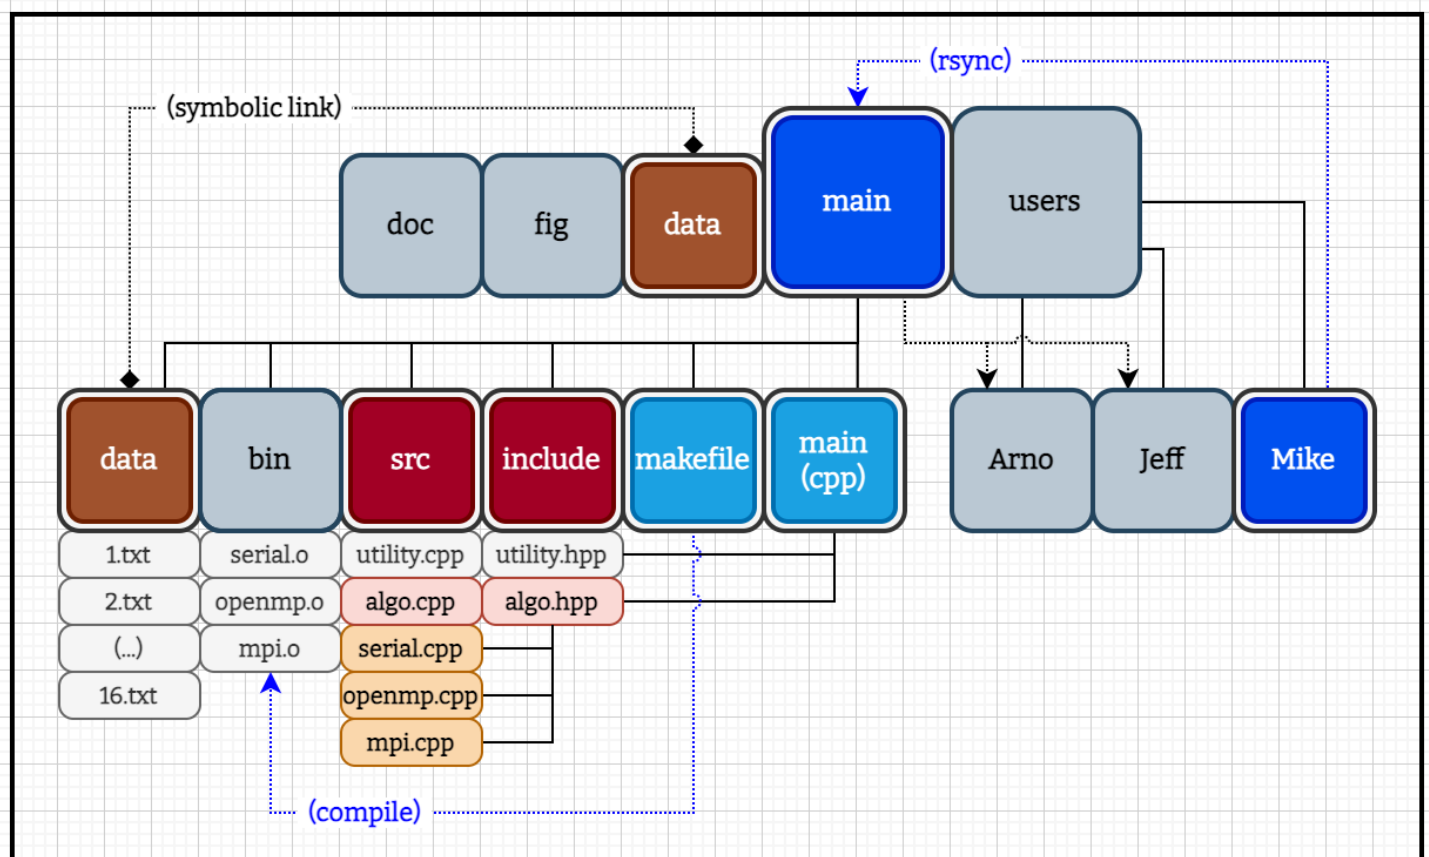 (rsync)
(symbolic link)
doc
fig
data
main
users
data
bin
src
include
makefile
main
(cpp)
Arno
Jeff
Mike
1.txt
serial.o
utility.cpp
utility.hpp
2.txt
openmp.o
algo.cpp
algo.hpp
(...)
mpi.o
serial.cpp
16.txt
openmp.cpp
mpi.cpp
(compile)